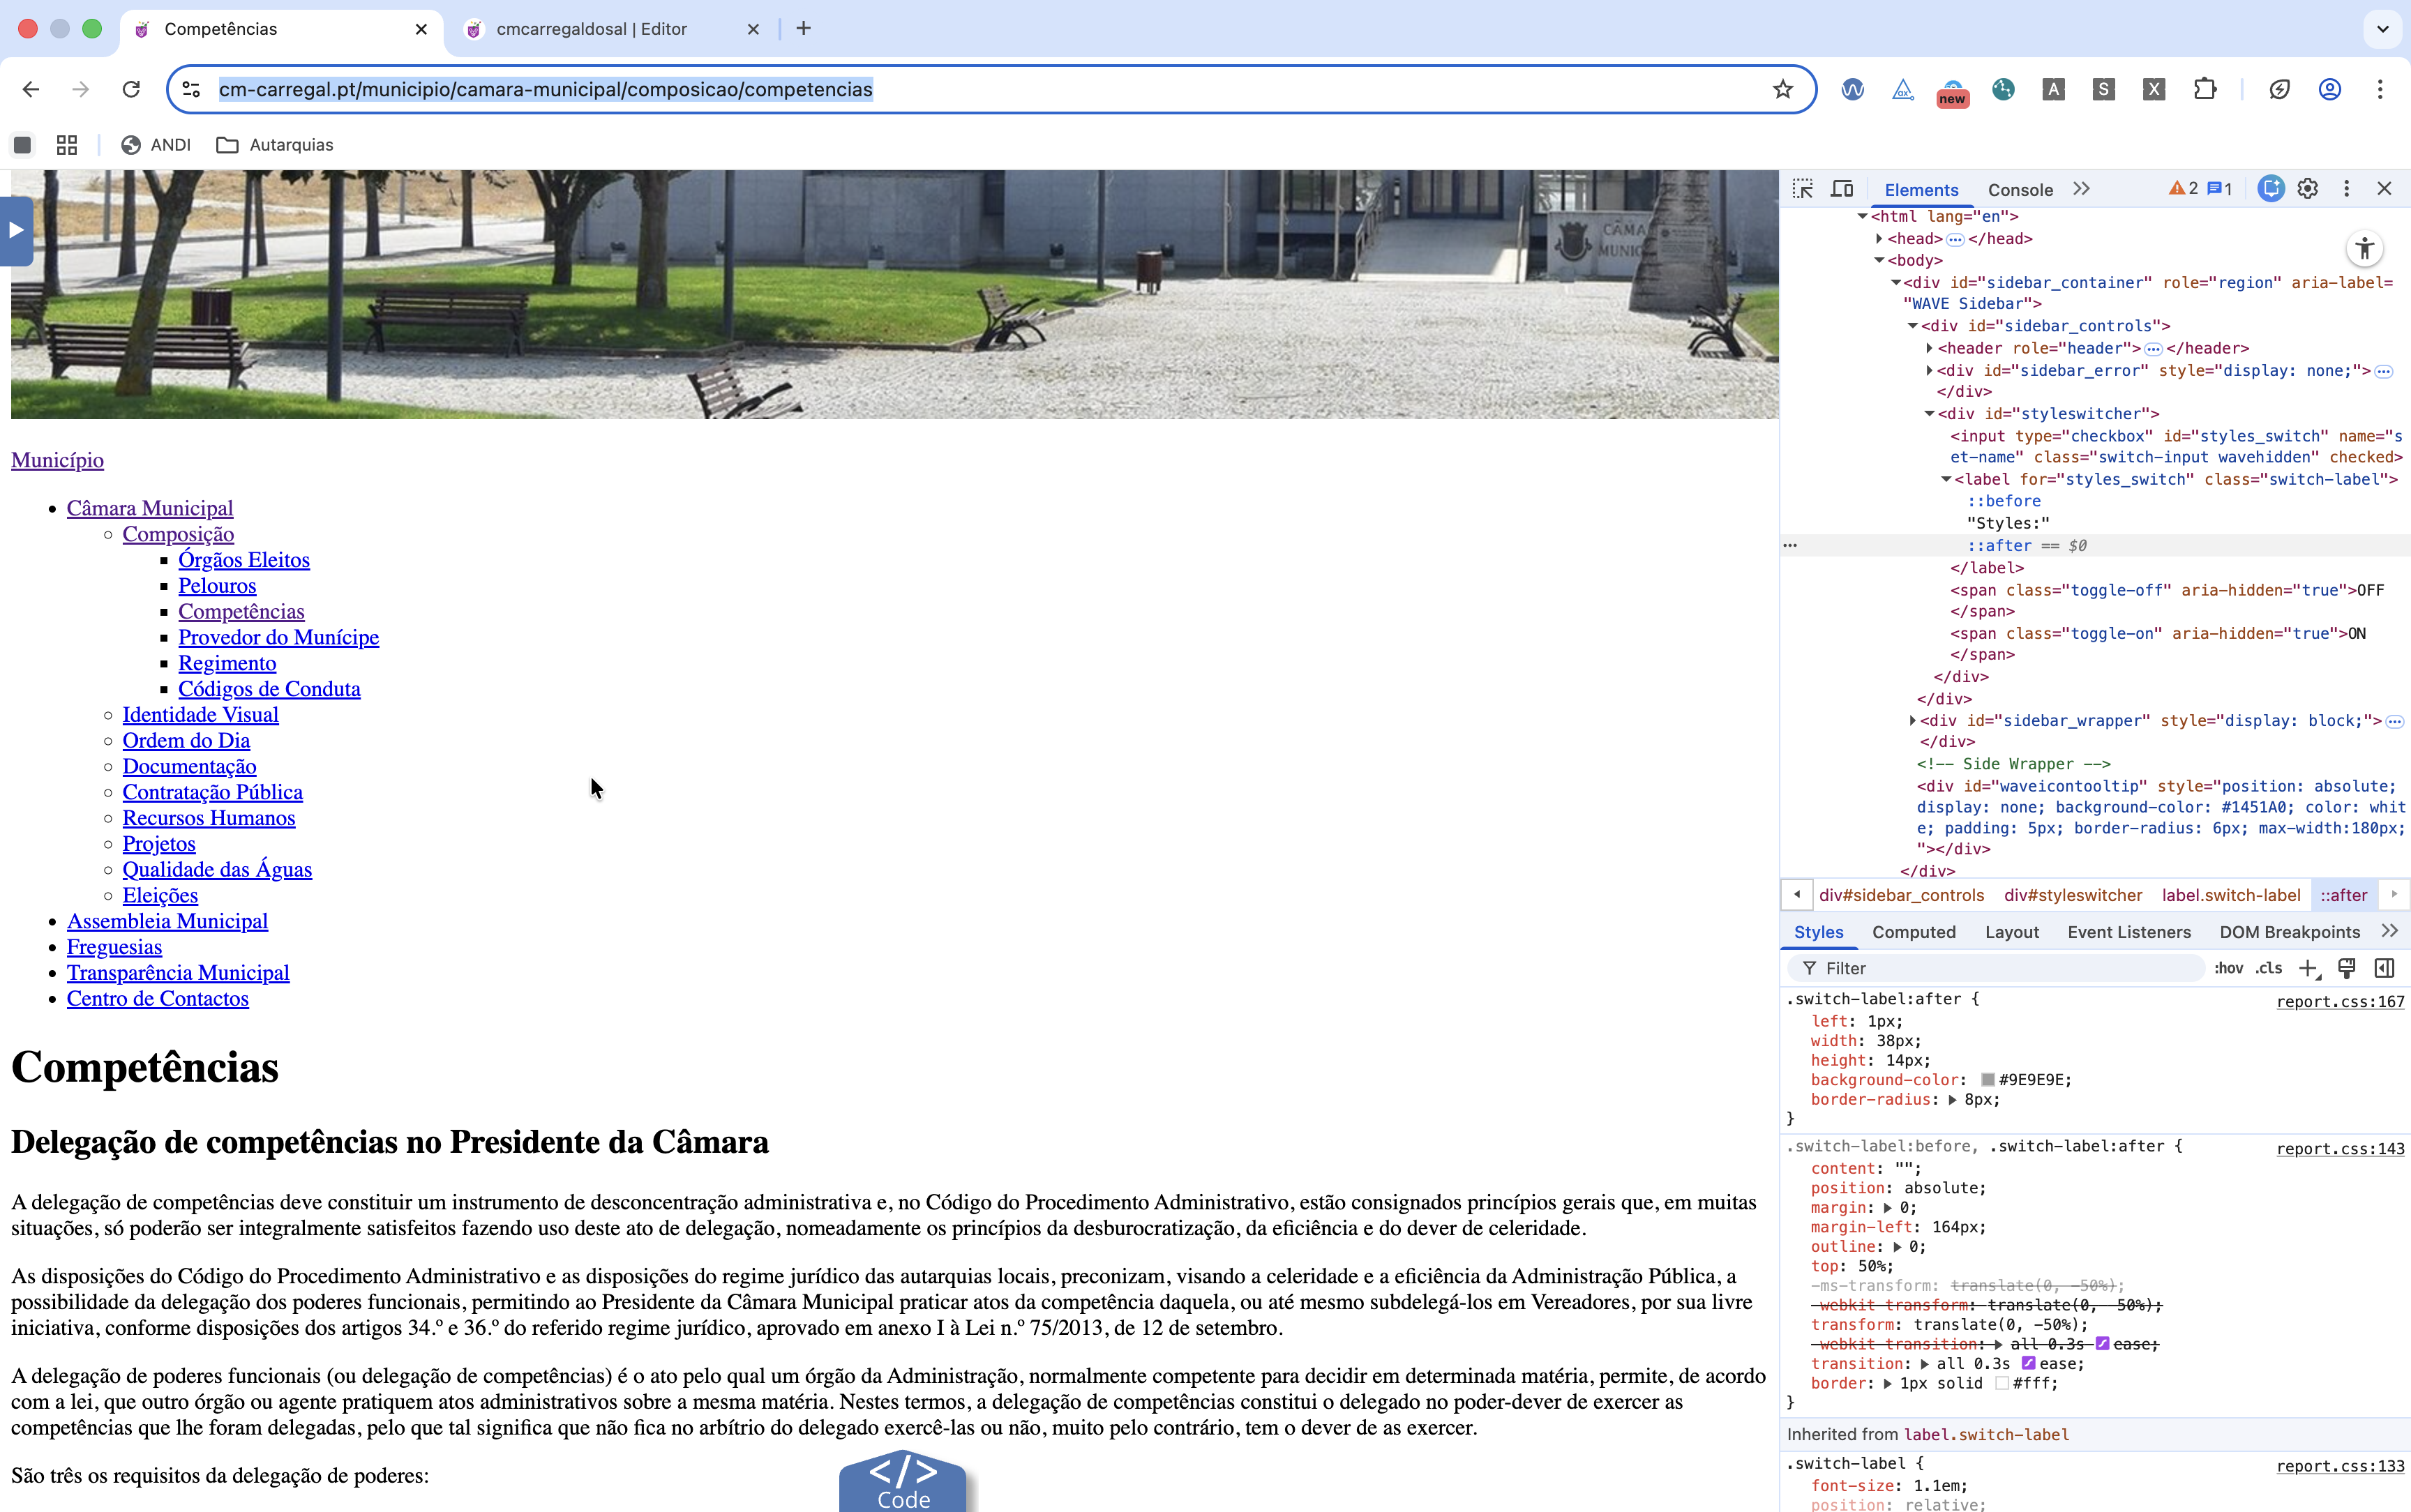 Competências
cmcarregaldosal | Editor
cm-carregal.pt/municipio/camara-municipal/composicao/competencias
new
A
S
X
ANDI
Autarquias
CÂMA
MUNIC
Município
Câmara Municipal
Composição
Órgãos Eleitos
Pelouros
Competências
Provedor do Munícipe
Regimento
Códigos de Conduta
Identidade Visual
Ordem do Dia
Documentação
Contratação Pública
Recursos Humanos
Projetos
Qualidade das Águas
Eleições
Assembleia Municipal
Freguesias
Transparência Municipal
Centro de Contactos
Competências
Delegação de competências no Presidente da Câmara
A delegação de competências deve constituir um instrumento de desconcentração administrativa e, no Código do Procedimento Administrativo, estão consignados princípios gerais que, em muitas
situações, só poderão ser integralmente satisfeitos fazendo uso deste ato de delegação, nomeadamente os princípios da desburocratização, da eficiência e do dever de celeridade.
As disposições do Código do Procedimento Administrativo e as disposições do regime jurídico das autarquias locais, preconizam, visando a celeridade e a eficiência da Administração Pública, a
possibilidade da delegação dos poderes funcionais, permitindo ao Presidente da Câmara Municipal praticar atos da competência daquela, ou até mesmo subdelegá-los em Vereadores, por sua livre
iniciativa, conforme disposições dos artigos 34.º e 36.º do referido regime jurídico, aprovado em anexo I à Lei n.º 75/2013, de 12 de setembro.
A delegação de poderes funcionais (ou delegação de competências) é o ato pelo qual um órgão da Administração, normalmente competente para decidir em determinada matéria, permite, de acordo
com a lei, que outro órgão ou agente pratiquem atos administrativos sobre a mesma matéria. Nestes termos, a delegação de competências constitui o delegado no poder-dever de exercer as
competências que lhe foram delegadas, pelo que tal significa que não fica no arbítrio do delegado exercê-las ou não, muito pelo contrário, tem o dever de as exercer.
São três os requisitos da delegação de poderes:
</>
Code
Elements Console 2 1
<html lang="en">
<head> </head>
<body>
<div id="sidebar_container" role="region" aria-label=
"WAVE Sidebar">
<div id="sidebar_controls">
<header role="header"> </header>
<div id="sidebar_error" style="display: none;">
</div>
<div id="styleswitcher">
<input type="checkbox" id="styles_switch" name="s
et-name" class="switch-input wavehidden" checked>
<label for="styles_switch" class="switch-label">
::before
"Styles:"
::after == $0
</label>
<span class="toggle-off" aria-hidden="true">OFF
</span>
<span class="toggle-on" aria-hidden="true">ON
</span>
</div>
</div>
<div id="sidebar_wrapper" style="display: block;">
</div>
<!-- Side Wrapper -->
<div id="waveicontooltip" style="position: absolute;
display: none; background-color: #1451A0; color: whit
e; padding: 5px; border-radius: 6px; max-width:180px;
"></div>
</div>
div#sidebar_controls div#styleswitcher label.switch-label ::after
Styles Computed Layout Event Listeners DOM Breakpoints
Filter :hov .cls
.switch-label:after { report.css:167
left: 1px;
width: 38px;
height: 14px;
background-color: #9E9E9E;
border-radius: 8px;
}
.switch-label:before, .switch-label:after { report.css:143
content: "";
position: absolute;
margin: 0;
margin-left: 164px;
outline: 0;
top: 50%;
-ms-transform: translate(0, -50%);
-webkit-transform: translate(0, -50%);
transform: translate(0, -50%);
-webkit-transition: all 0.3s ease;
transition: all 0.3s ease;
border: 1px solid #fff;
}
Inherited from label.switch-label
.switch-label { report.css:133
font-size: 1.1em;
position: relative;